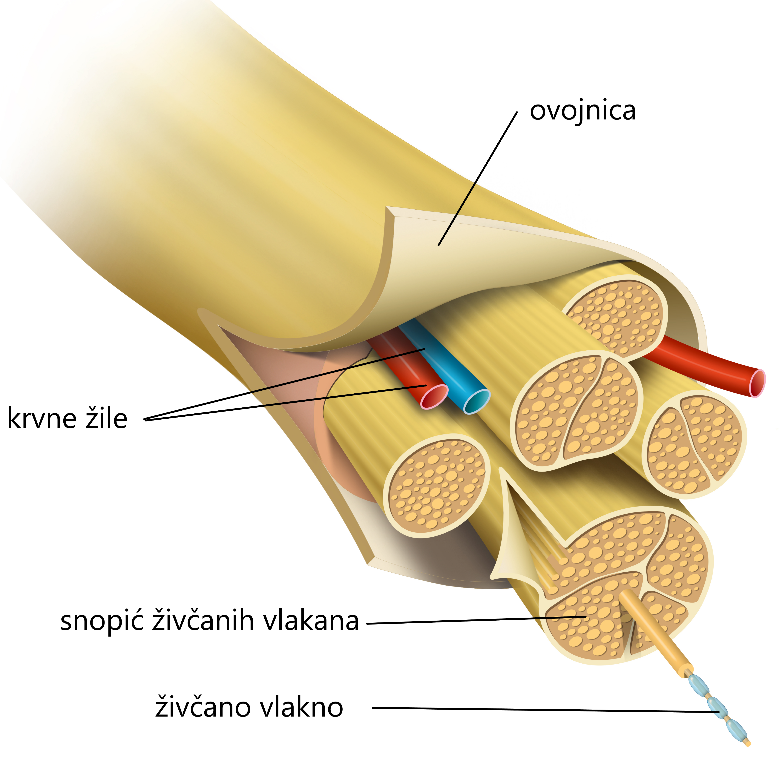 ovojnica
krvne žile
snopić živčanih vlakana
živčano vlakno